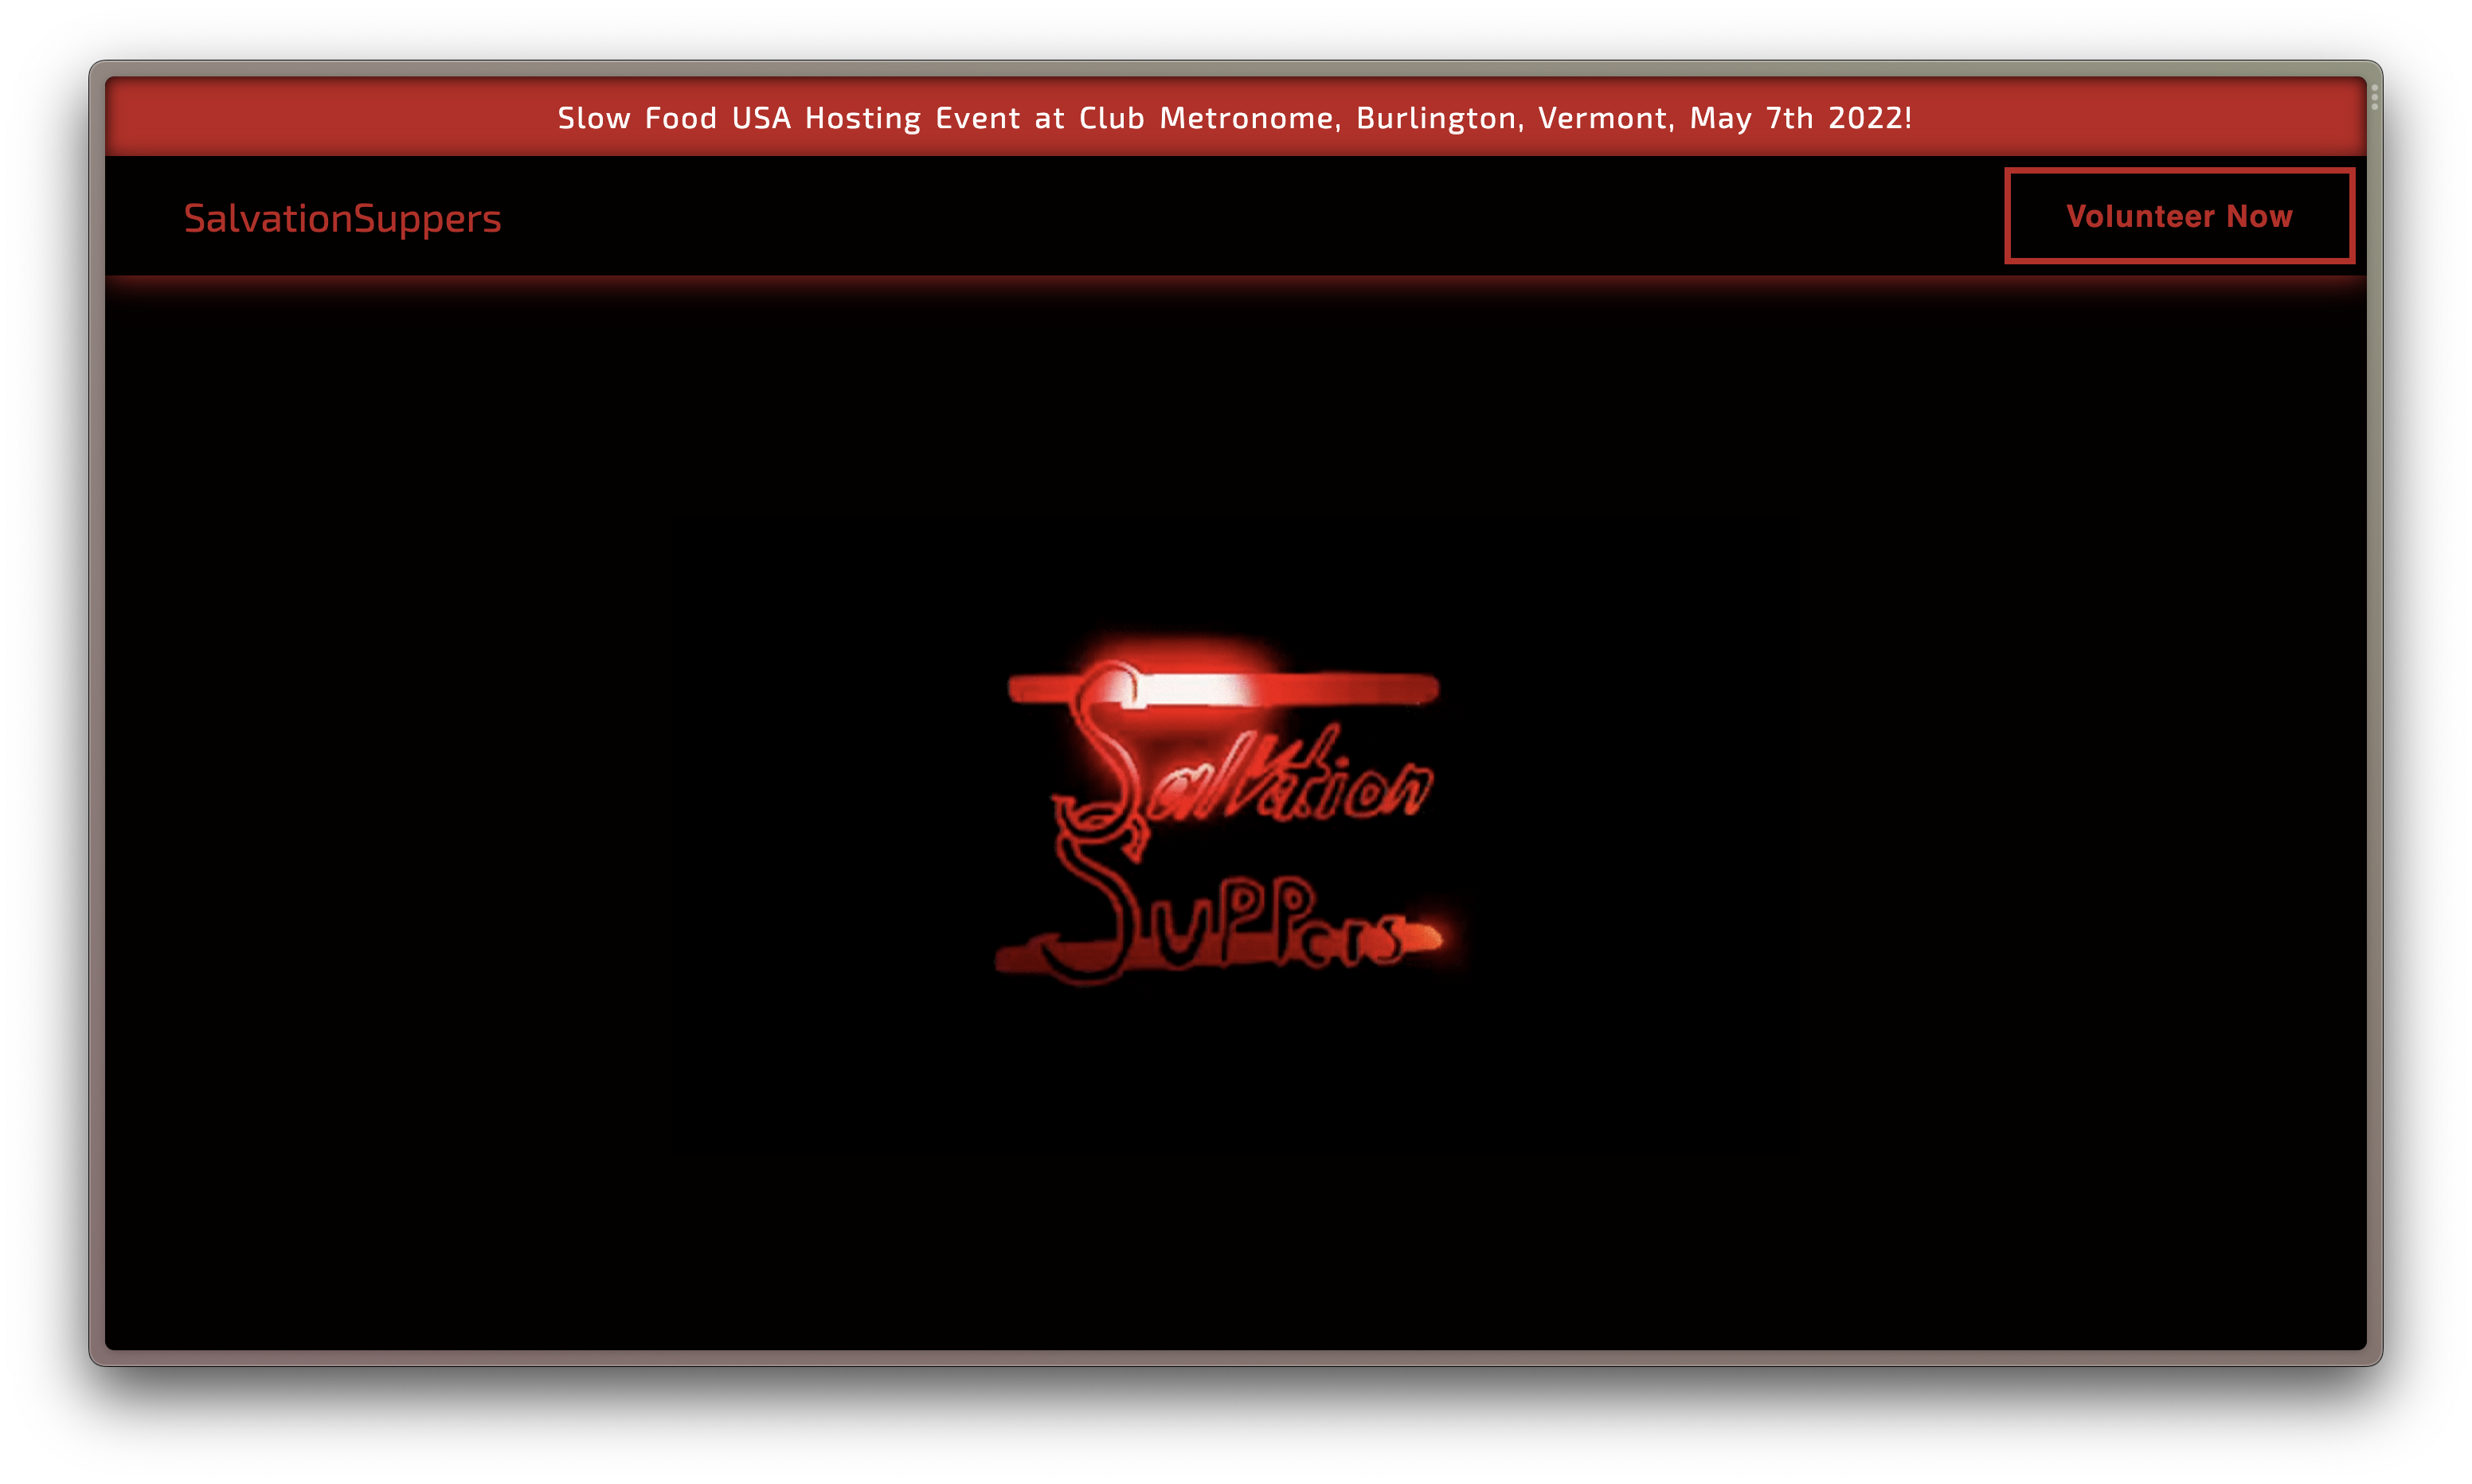 Slow Food USA Hosting Event at Club Metronome, Burlington, Vermont, May 7th 2022!
SalvationSuppers
Volunteer Now
Salvation
Suppers